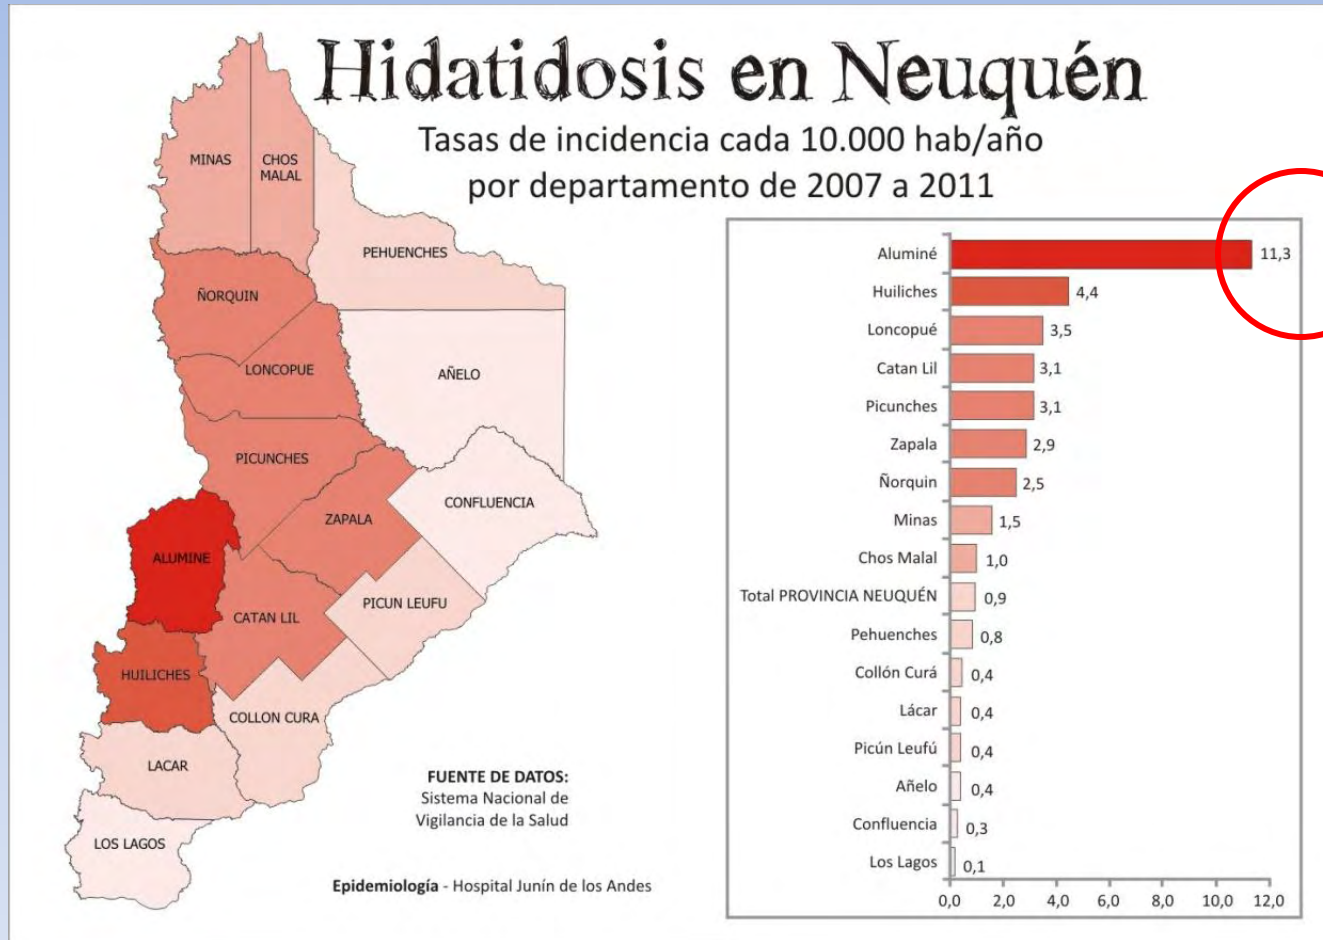 Hidatidosis en Neuquén
Tasas de incidencia cada 10.000 hab/año
por departamento de 2007 a 2011
MINAS
CHOS
MALAL
PEHUENCHES
ÑORQUIN
LONCOPUE
AÑELO
PICUNCHES
CONFLUENCIA
ZAPALA
ALUMINE
PICUN LEUFU
CATAN LIL
HUILICHES
COLLON CURA
LACAR
LOS LAGOS
FUENTE DE DATOS:
Sistema Nacional de
Vigilancia de la Salud
Epidemiología - Hospital Junín de los Andes
Aluminé 11,3
Huiliches 4,4
Loncopué 3,5
Catan Lil 3,1
Picunches 3,1
Zapala 2,9
Ñorquin 2,5
Minas 1,5
Chos Malal 1,0
Total PROVINCIA NEUQUÉN 0,9
Pehuenches 0,8
Collón Curá 0,4
Lácar 0,4
Picún Leufú 0,4
Añelo 0,4
Confluencia 0,3
Los Lagos 0,1
0,0 2,0 4,0 6,0 8,0 10,0 12,0